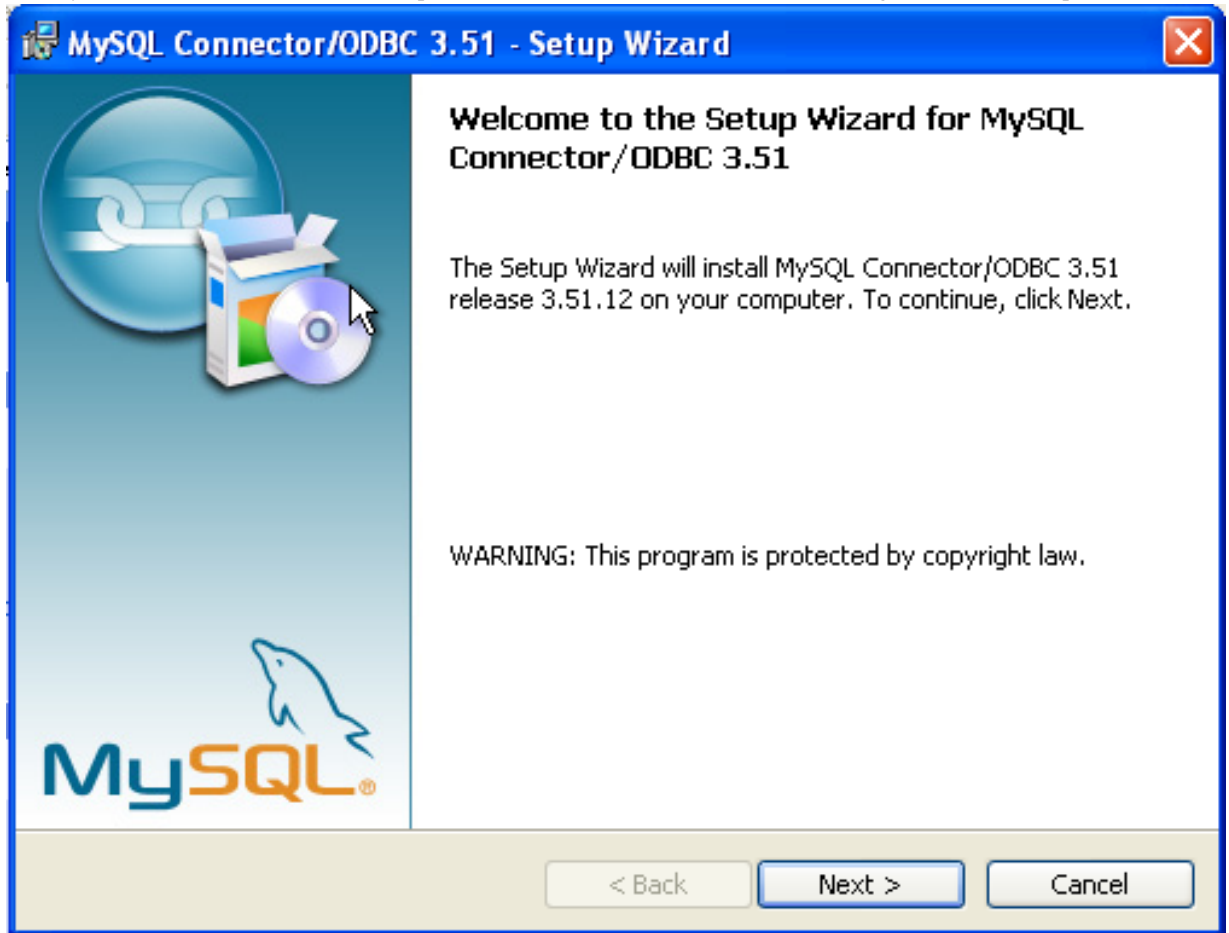 MySQL Connector/ODBC 3.51 - Setup Wizard
Welcome to the Setup Wizard for MySQL
Connector/ODBC 3.51
The Setup Wizard will install MySQL Connector/ODBC 3.51
release 3.51.12 on your computer. To continue, click Next.
WARNING: This program is protected by copyright law.
MySQL®
< Back
Next >
Cancel